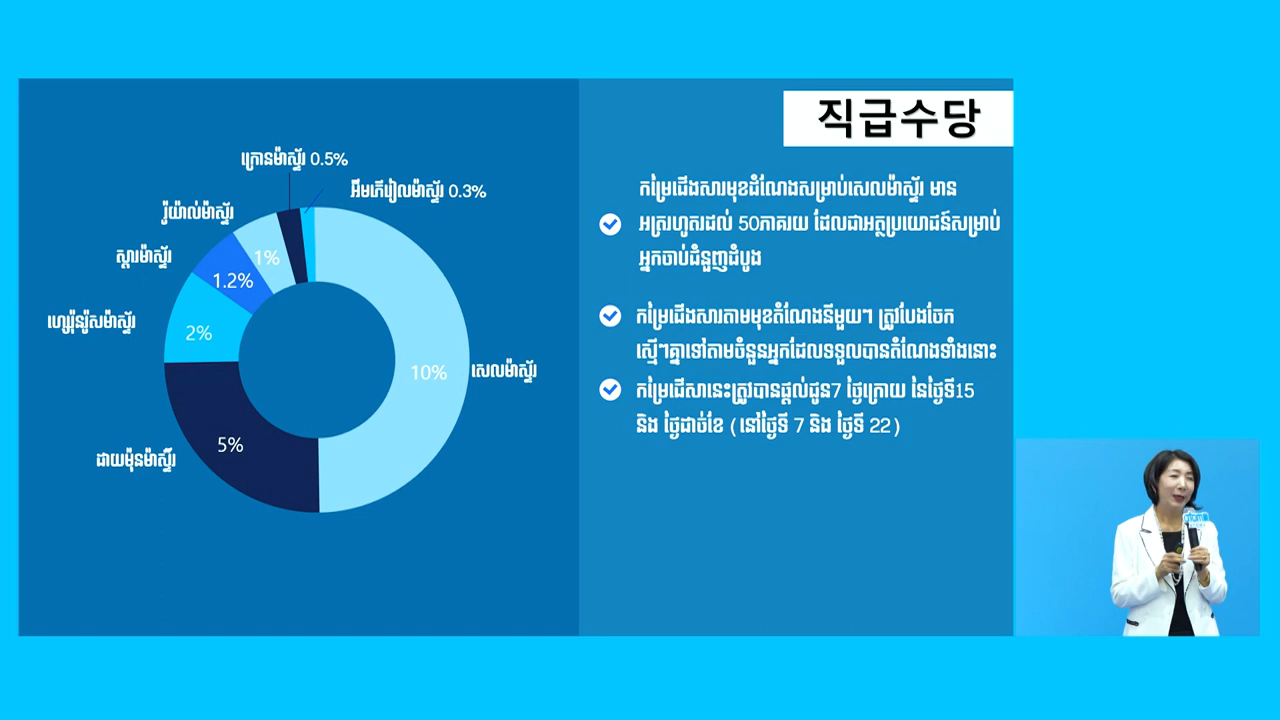 직급수당
ក្រោនម៉ាស្ទ័រ 0.5%
អឹមភើរៀលម៉ាស្ទ័រ 0.3%
រ៉ូយ៉ាល់ម៉ាស្ទ័រ
1%
ស្តារម៉ាស្ទ័រ
1.2%
ហ្សេរ៉ុនរ៉ូសម៉ាស្ទ័រ
2%
សេលម៉ាស្ទ័រ
10%
ដាយម៉ុនម៉ាស្ទ័រ
5%
កម្រៃជើងសារមុខដំណែងសម្រាប់សេលម៉ាស្ទ័រ មាន
អត្រារហូតដល់ 50ភាគរយ ដែលជាអត្ថប្រយោជន៍សម្រាប់
អ្នកចាប់ជំនួញដំបូង
កម្រៃជើងសារតាមមុខតំណែងនីមួយៗ ត្រូវបែងចែក
ស្មើៗគ្នាទៅតាមចំនួនអ្នកដែលទទួលបានតំណែងទាំងនោះ
កម្រៃជើសានេះត្រូវបានផ្តល់ជូន7 ថ្ងៃក្រោយ នៃថ្ងៃទី15
និង ថ្ងៃដាច់ខែ ( នៅថ្ងៃទី 7 និង ថ្ងៃទី 22 )